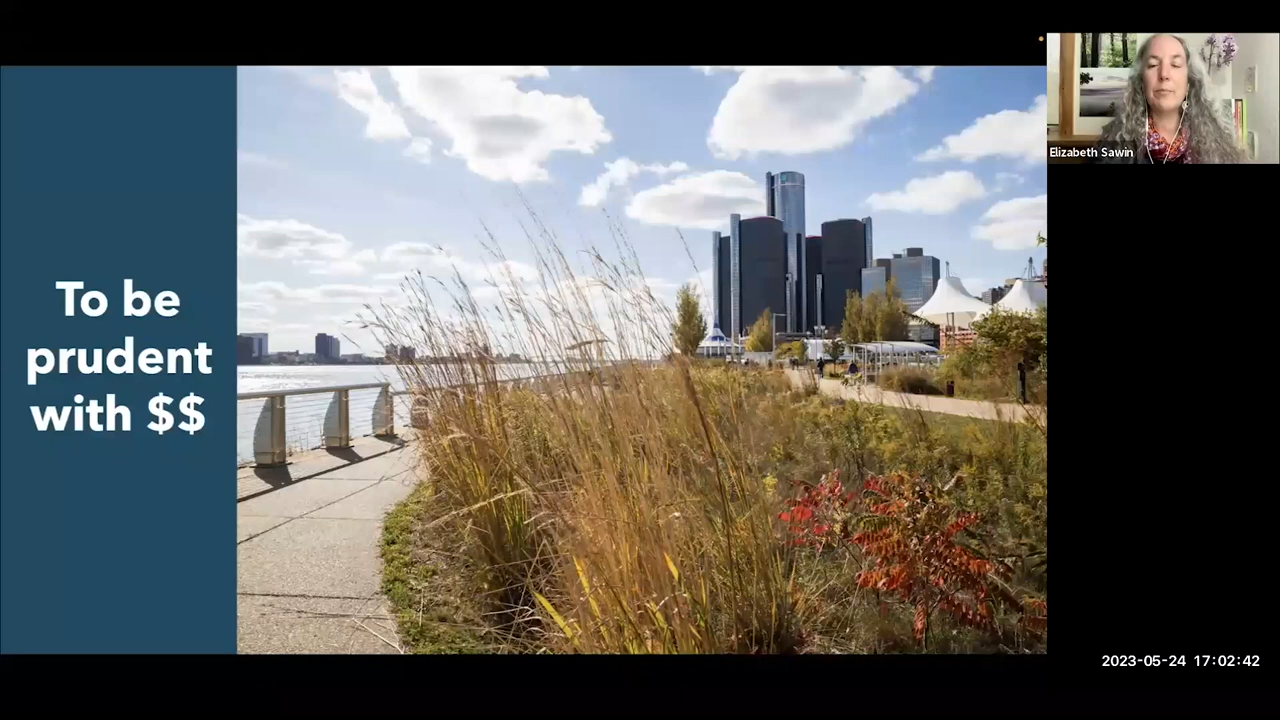 To be
prudent
with $$
Elizabeth Sawin
2023-05-24 17:02:42